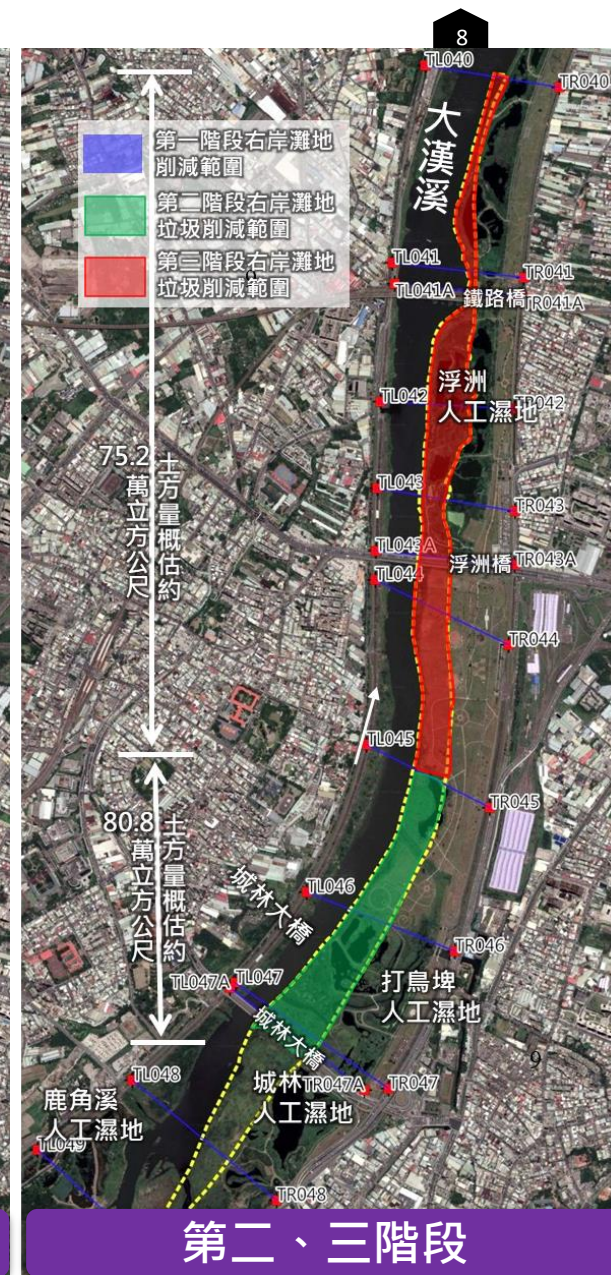 8
TL040
TR040
大漢溪
第一階段右岸灘地
削減範圍
第二階段右岸灘地
垃圾削減範圍
第三階段右岸灘地
垃圾削減範圍
9
TL041
TR041
TL041A
鐵路橋
TR041A
浮洲
人工濕地
TL042
042
75.2
萬立方公尺
土方量概估約
TL043
TR043
TL043A
浮洲橋
TR043A
TL044
TR044
TL045
TR045
80.8
萬立方公尺
土方量概估約
城林大橋
TL046
TR046
TL047A
TL047
打鳥埤
人工濕地
城林大橋
9
TL048
城林
人工濕地
TR047A
TR047
鹿角溪
人工濕地
TL049
TR048
第二、三階段